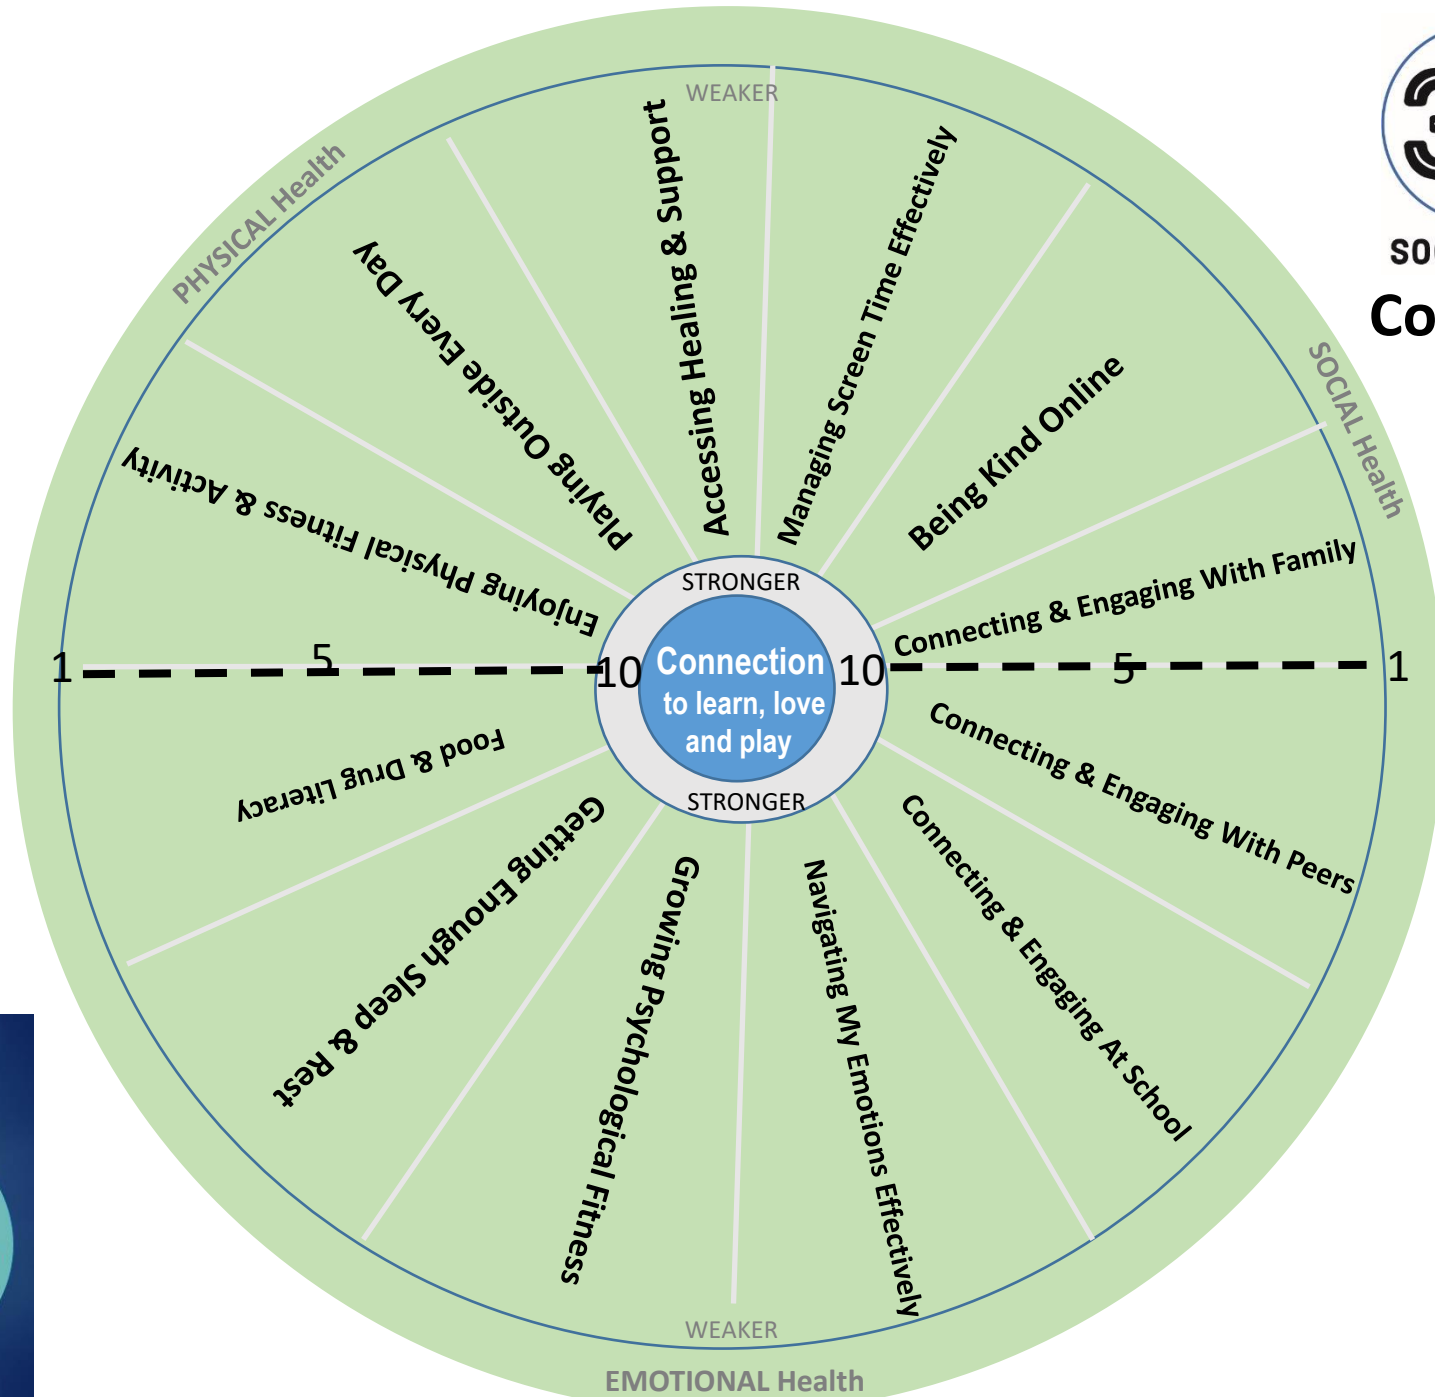 WEAKER
PHYSICAL Health
SOCIAL Health
Accessing Healing & Support
Managing Screen Time Effectively
Being Kind Online
Connecting & Engaging With Family
Connecting & Engaging With Peers
Connecting & Engaging At School
Navigating My Emotions Effectively
Growing Psychological Fitness
Getting Enough Sleep & Rest
Food & Drug Literacy
Enjoying Physical Fitness & Activity
Playing Outside Every Day
STRONGER
1 5 10
Connection
to learn, love
and play
10 5 1
STRONGER
WEAKER
EMOTIONAL Health
3
SO
Co